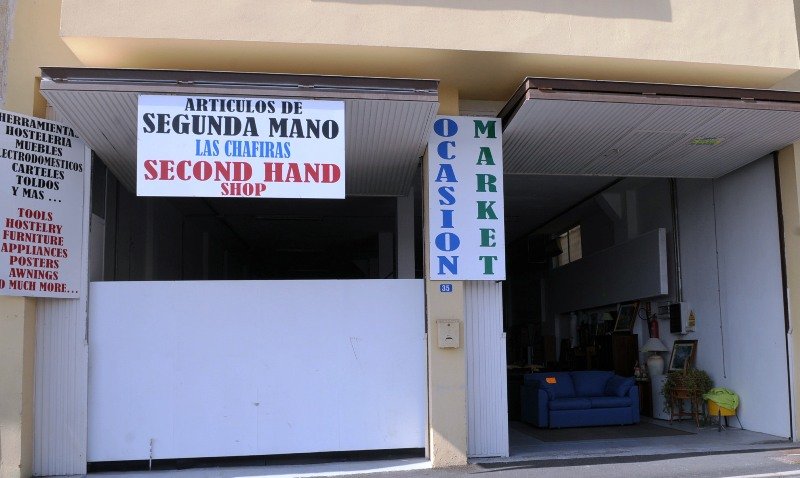 HERRAMIENTAS
HOSTELERIA
MUEBLES
ELECTRODOMESTICOS
CARTELES
TOLDOS
Y MAS ...
TOOLS
HOSTELRY
FURNITURE
APPLIANCES
POSTERS
AWNINGS
D MUCH MORE...
ARTICULOS DE
SEGUNDA MANO
LAS CHAFIRAS
SECOND HAND
SHOP
OCASION
MARKET
35